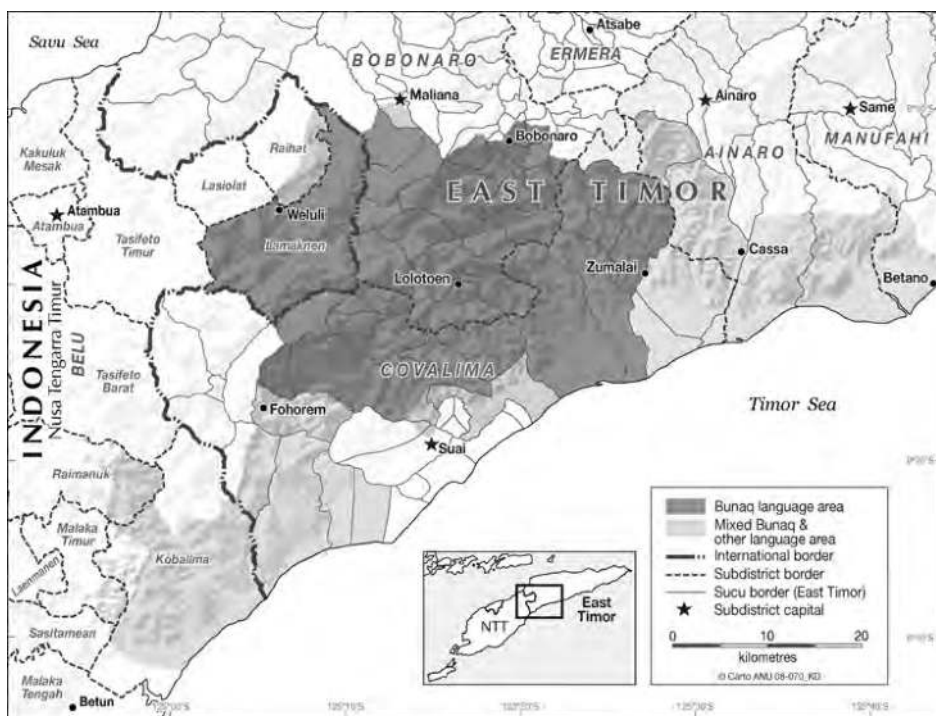 Savu Sea
Atsabe
BOBONARO
ERMERA
Maliana
Ainaro
Same
Bobonaro
MANUFAHI
Kakuluk
Mesak
Raihat
AINARO
Lasiolat
EAST TIMOR
Atambua
Atambua
Weluli
Tasifeto
Timur
Lamaknen
Cassa
Zumalai
Lolotoen
Betano
INDONESIA
Nusa Tengarra Timur
BELU
Tasifeto
Barat
COVALIMA
Fohorem
Timor Sea
Suai
Raimanuk
Malaka
Timur
Kobalima
Laenmanen
Sasitamean
Malaka
Tengah
Betun
East
Timor
NTT
Bunaq language area
Mixed Bunaq &
other language area
International border
Subdistrict border
Sucu border (East Timor)
Subdistrict capital
0 10 20
kilometres
© Carto ANU 08-070_KD